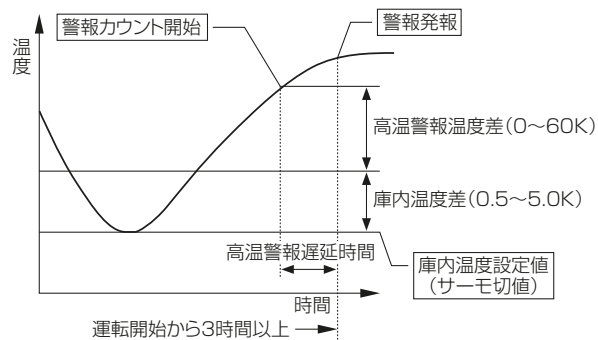 警報カウント開始
警報発報
温度
高温警報温度差(0〜60K)
庫内温度差(0.5〜5.0K)
高温警報遅延時間
庫内温度設定値
(サーモ切値)
時間
運転開始から3時間以上